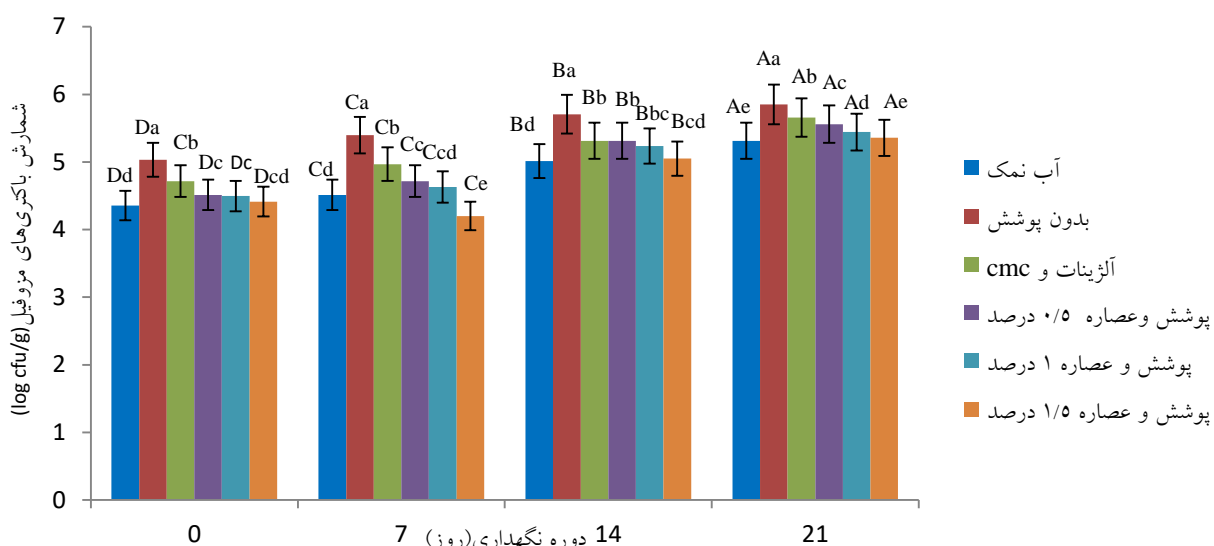 شمارش باکتری‌های مزوفیل(log cfu/g)
7
6
5
4
3
2
1
0
Dd Da Cb Dc Dc Dcd
Cd Ca Cb Cc Ccd Ce
Bd Ba Bb Bb Bbc Bcd
Ae Aa Ab Ac Ad Ae
0 7 14 21
دوره نگهداری(روز)
آب نمک
بدون پوشش
آلژینات و cmc
پوشش وعصاره ۰/۵ درصد
پوشش و عصاره ۱ درصد
پوشش و عصاره ۱/۵ درصد